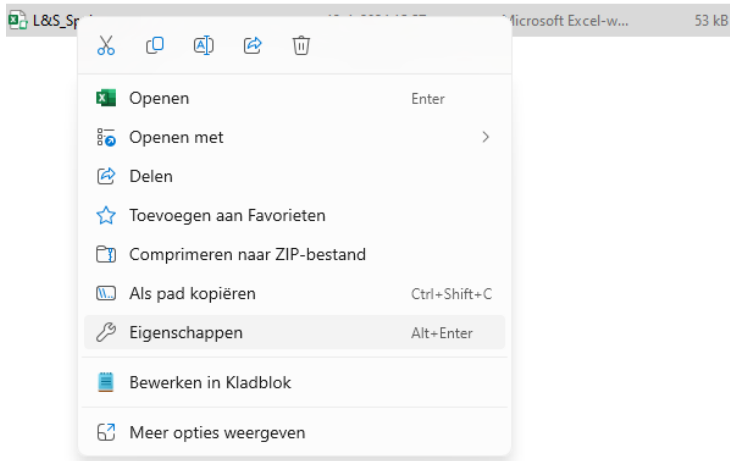 L&S_Sp
Microsoft Excel-w...
53 kB
Openen
Enter
Openen met
Delen
Toevoegen aan Favorieten
Comprimeren naar ZIP-bestand
Als pad kopiëren
Ctrl+Shift+C
Eigenschappen
Alt+Enter
Bewerken in Kladblok
Meer opties weergeven